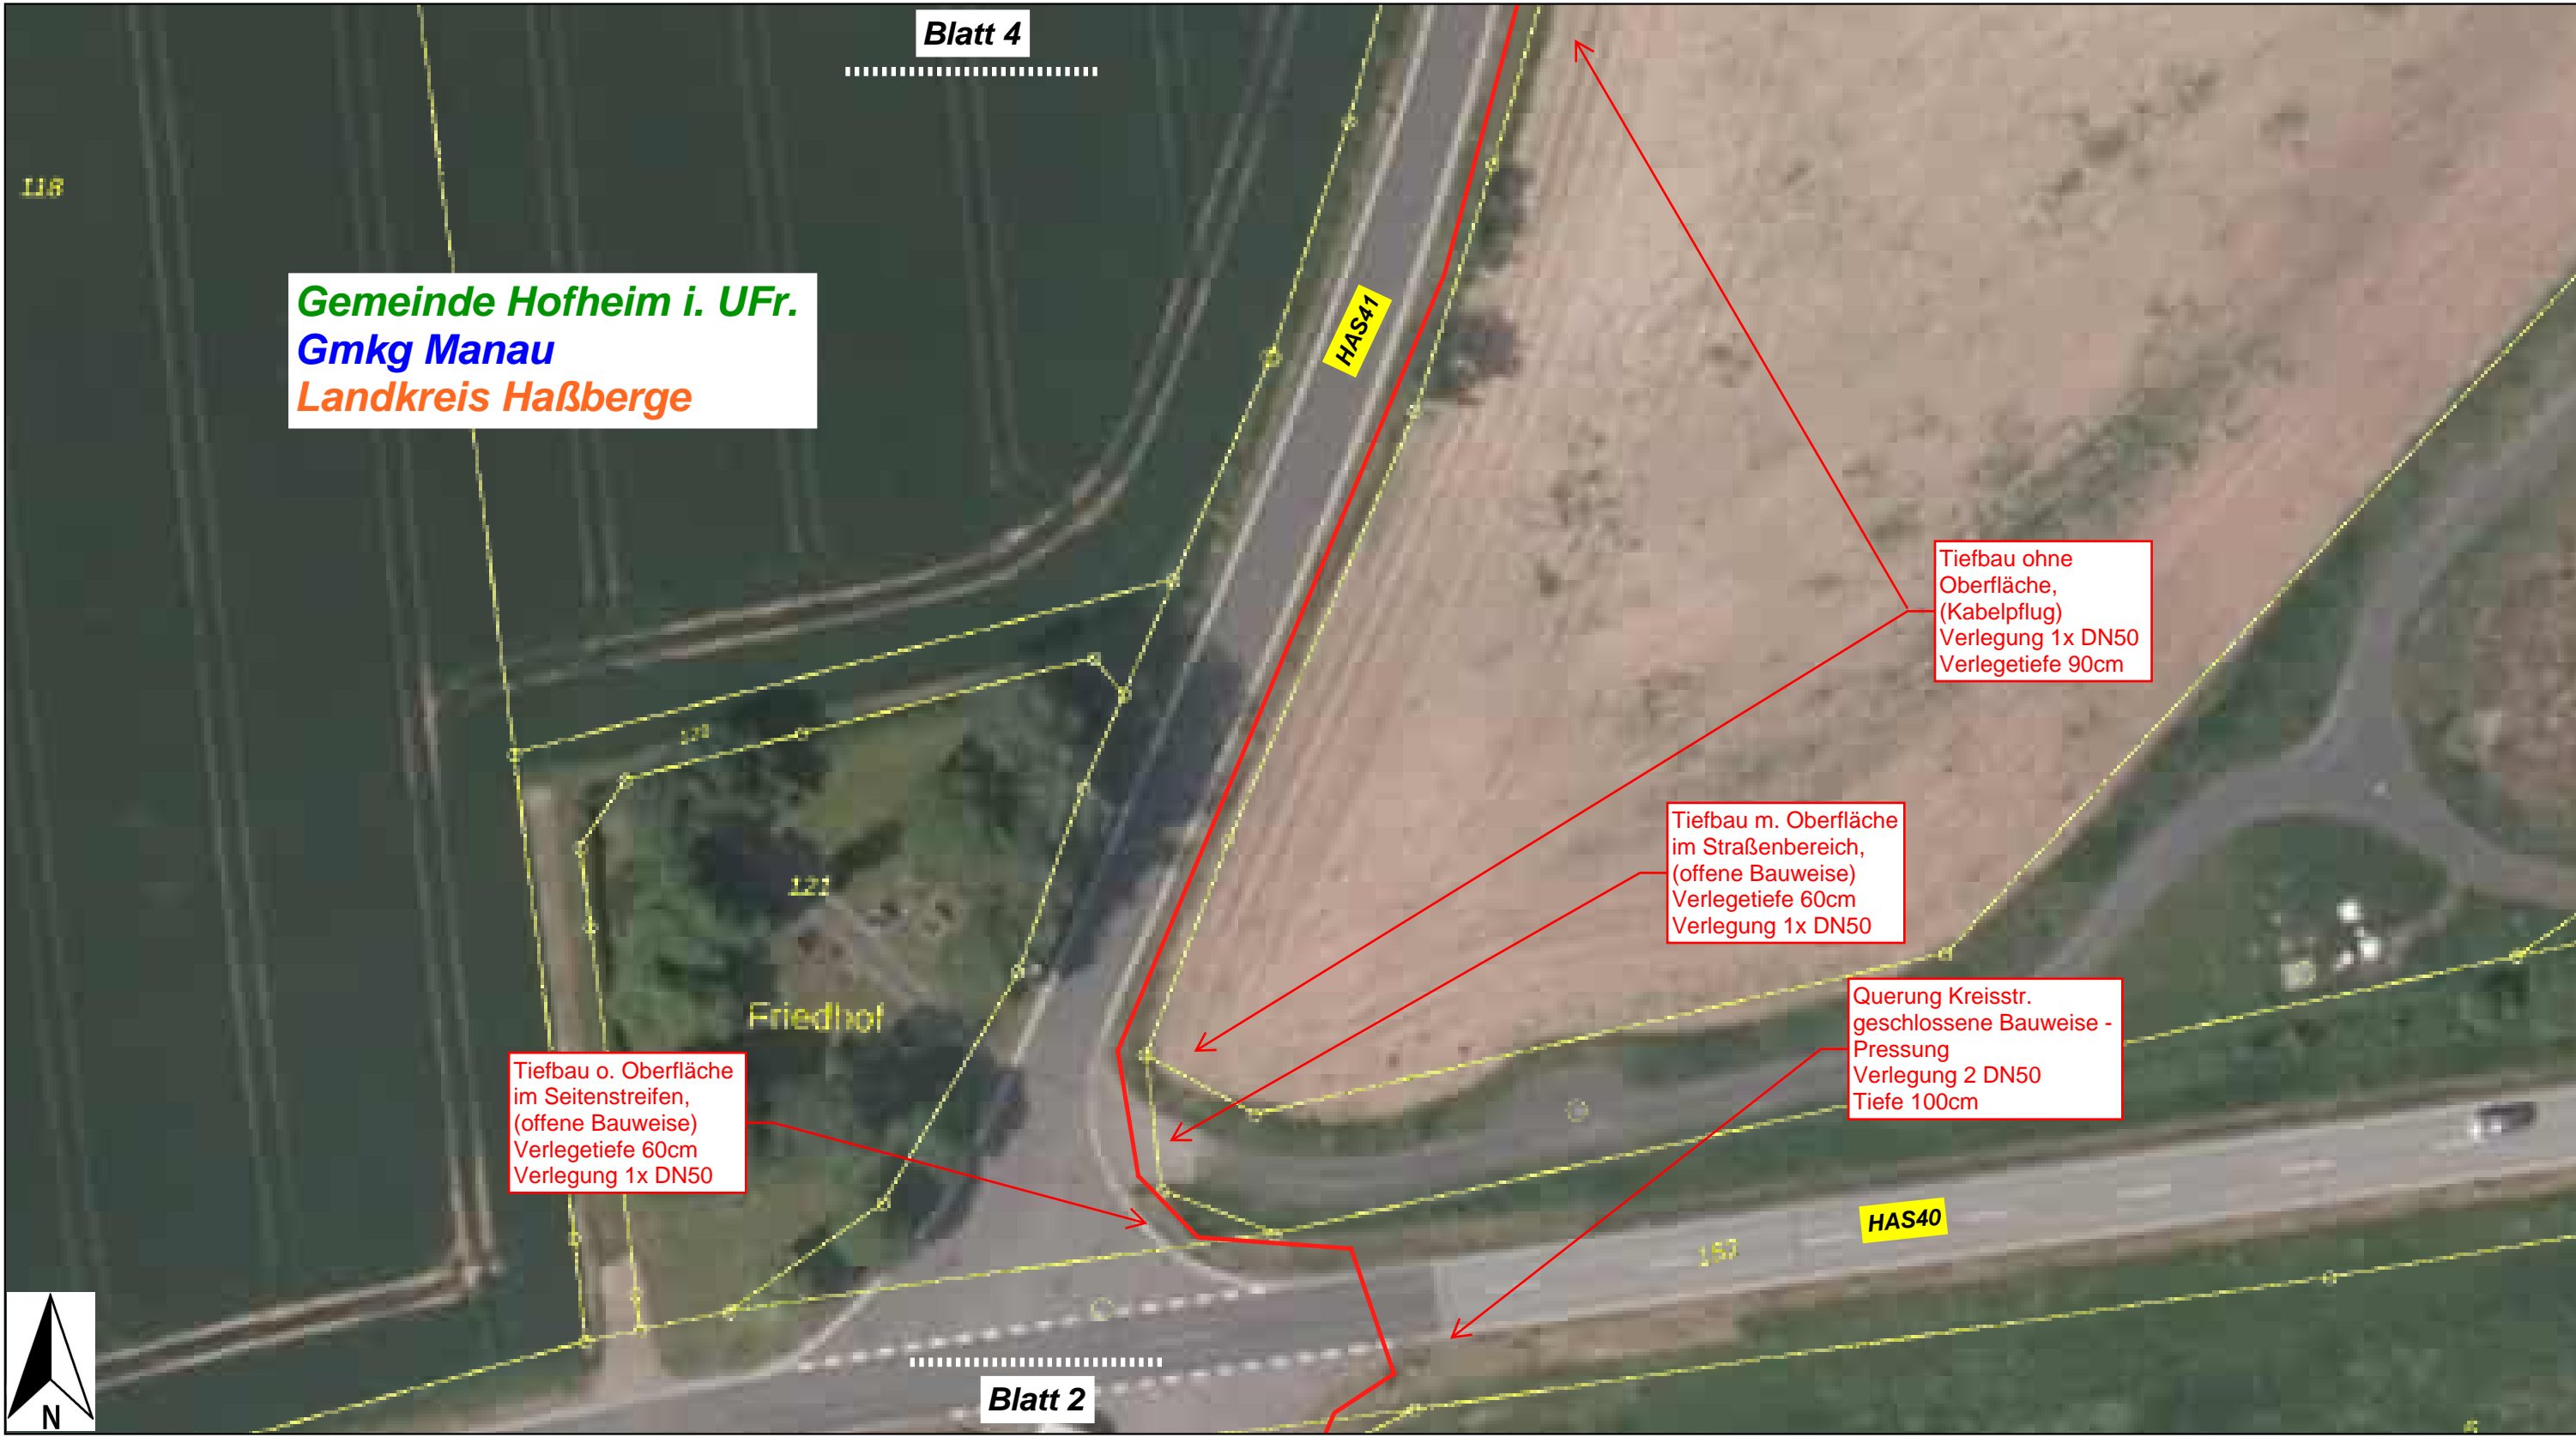 Blatt 4
118
Gemeinde Hofheim i. UFr.
Gmkg Manau
Landkreis Haßberge
HAS41
Tiefbau ohne
Oberfläche,
(Kabelpflug)
Verlegung 1x DN50
Verlegetiefe 90cm
Tiefbau m. Oberfläche
im Straßenbereich,
(offene Bauweise)
Verlegetiefe 60cm
Verlegung 1x DN50
121
Friedhof
Querung Kreisstr.
geschlossene Bauweise -
Pressung
Verlegung 2 DN50
Tiefe 100cm
Tiefbau o. Oberfläche
im Seitenstreifen,
(offene Bauweise)
Verlegetiefe 60cm
Verlegung 1x DN50
HAS40
Blatt 2
N